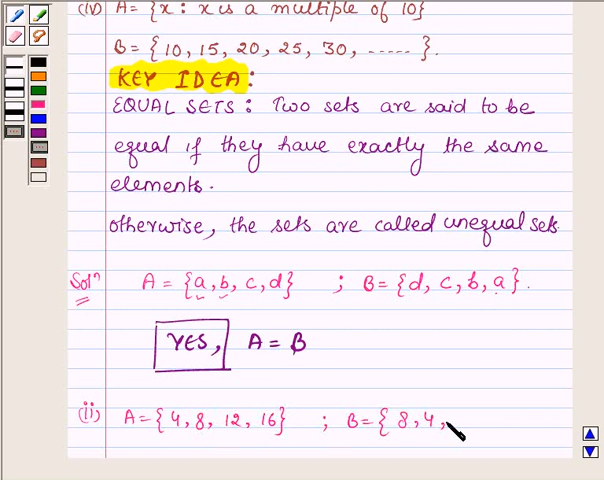 (iv) A = {x : x is a multiple of 10}
B = {10, 15, 20, 25, 30, ----- }.
KEY IDEA:
EQUAL SETS : Two sets are said to be
equal if they have exactly the same
elements.
otherwise, the sets are called unequal sets
Solⁿ A = {a, b, c, d} ; B = {d, c, b, a}.
YES, A = B
(ii) A = {4, 8, 12, 16} ; B = { 8, 4,